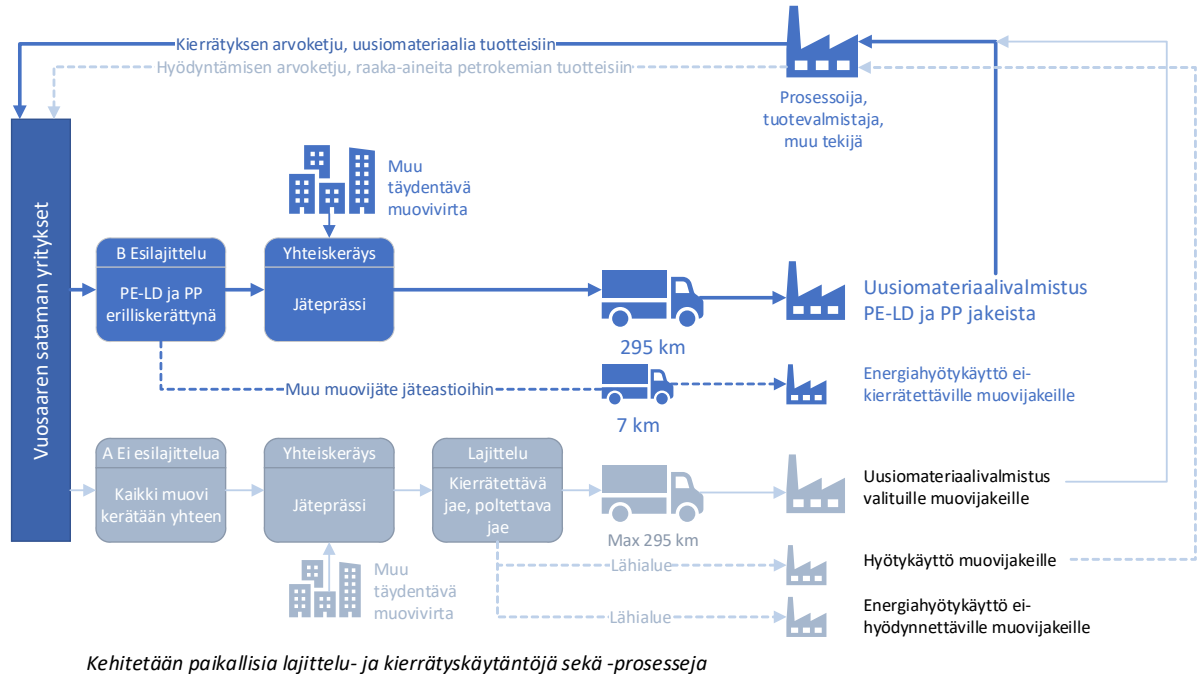 Kierrätyksen arvoketju, uusiomateriaalia tuotteisiin
Hyödyntämisen arvoketju, raaka-aineita petrokemian tuotteisiin
Prosessoija,
tuotevalmistaja,
muu tekijä
Vuosaaren sataman yritykset
Muu
täydentävä
muovivirta
B Esilajittelu
PE-LD ja PP
erilliskerättynä
Yhteiskeräys
Jäteprässi
295 km
Uusiomateriaalivalmistus
PE-LD ja PP jakeista
Muu muovijäte jäteastioihin
7 km
Energiahyötykäyttö ei-
kierrätettäville muovijakeille
A Ei esilajittelua
Kaikki muovi
kerätään yhteen
Yhteiskeräys
Jäteprässi
Lajittelu
Kierrätettävä
jae, poltettava
jae
Max 295 km
Uusiomateriaalivalmistus
valituille muovijakeille
Muu
täydentävä
muovivirta
Lähialue
Hyötykäyttö muovijakeille
Lähialue
Energiahyötykäyttö ei-
hyödynnettäville muovijakeille
Kehitetään paikallisia lajittelu- ja kierrätyskäytäntöjä sekä -prosesseja